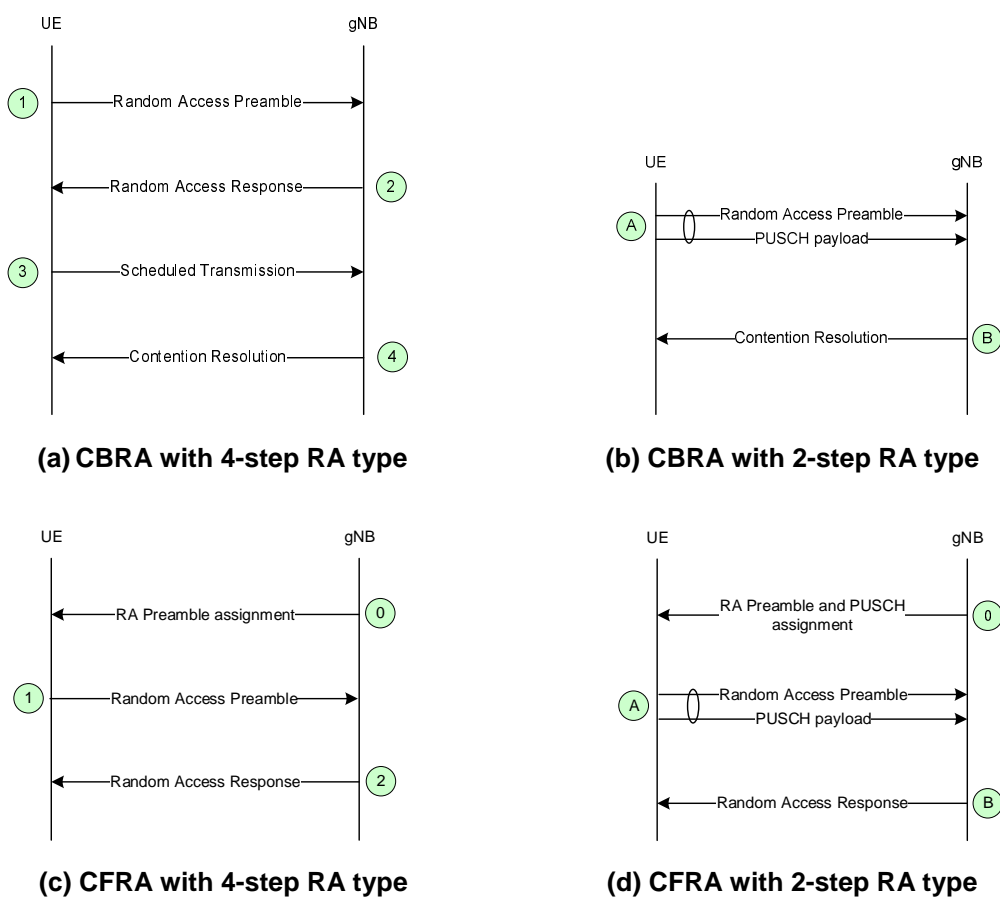 UE
gNB
1
Random Access Preamble
Random Access Response
2
3
Scheduled Transmission
Contention Resolution
4
(a) CBRA with 4-step RA type
UE
gNB
A
Random Access Preamble
PUSCH payload
Contention Resolution
B
(b) CBRA with 2-step RA type
UE
gNB
RA Preamble assignment
0
1
Random Access Preamble
Random Access Response
2
(c) CFRA with 4-step RA type
UE
gNB
RA Preamble and PUSCH
assignment
0
A
Random Access Preamble
PUSCH payload
Random Access Response
B
(d) CFRA with 2-step RA type